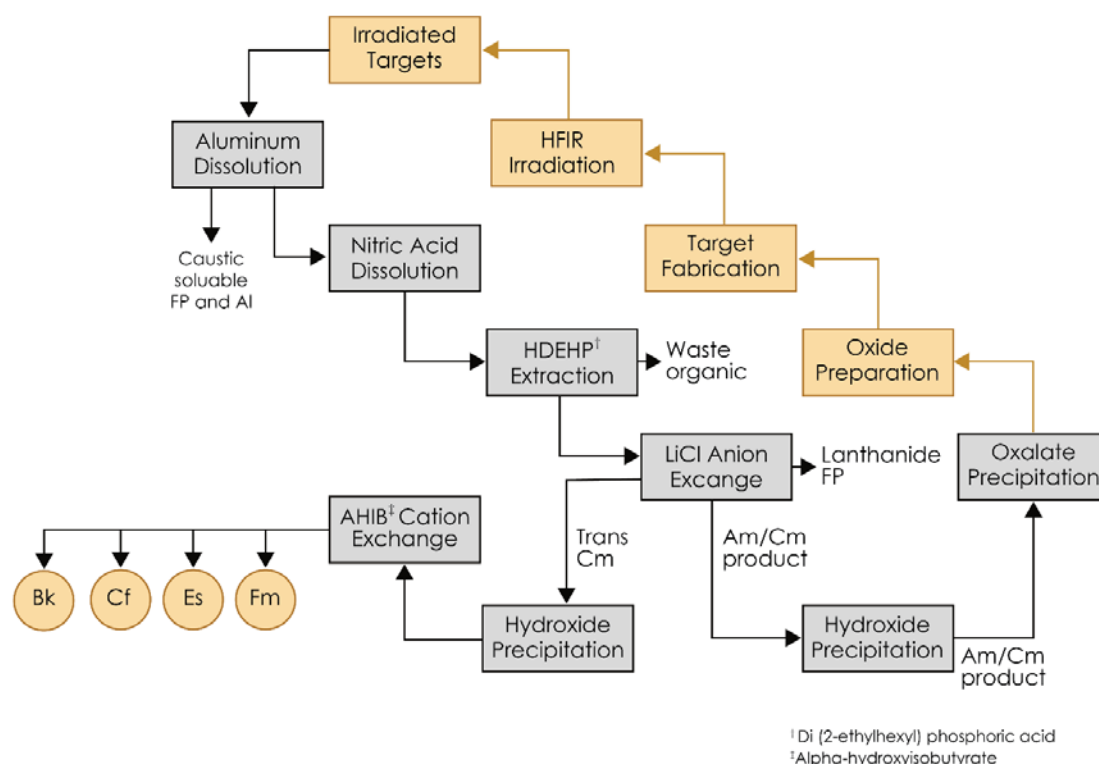 Irradiated
Targets
Aluminum
Dissolution
HFIR
Irradiation
Caustic
soluable
FP and Al
Nitric Acid
Dissolution
Target
Fabrication
HDEHP†
Extraction
Waste
organic
Oxide
Preparation
LiCl Anion
Excange
Lanthanide
FP
Oxalate
Precipitation
AHIB‡ Cation
Exchange
Trans
Cm
Am/Cm
product
Bk
Cf
Es
Fm
Hydroxide
Precipitation
Hydroxide
Precipitation
Am/Cm
product
† Di (2-ethylhexyl) phosphoric acid
‡Alpha-hydroxyisobutyrate